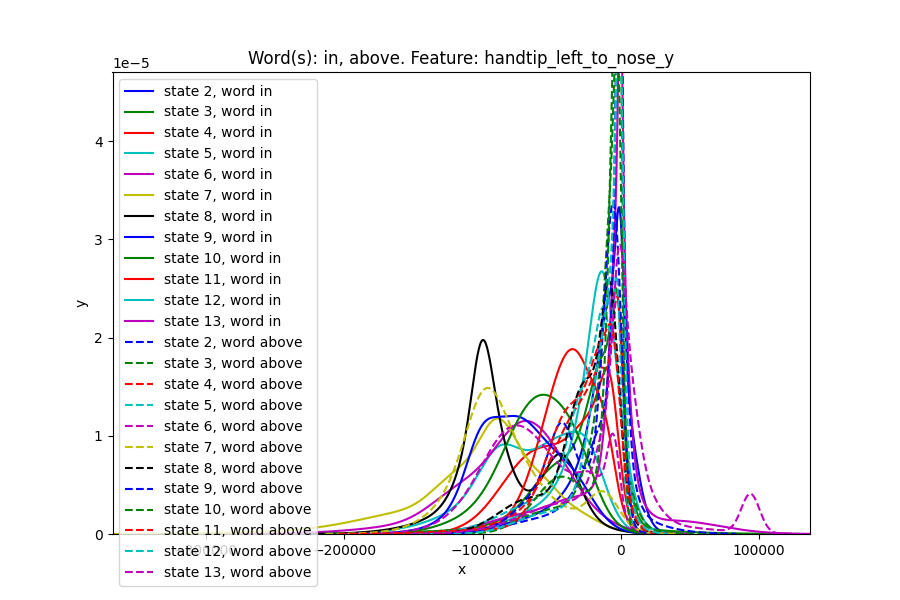 Word(s): in, above. Feature: handtip_left_to_nose_y
1e−5
4
3
2
1
0
y
state 2, word in
state 3, word in
state 4, word in
state 5, word in
state 6, word in
state 7, word in
state 8, word in
state 9, word in
state 10, word in
state 11, word in
state 12, word in
state 13, word in
state 2, word above
state 3, word above
state 4, word above
state 5, word above
state 6, word above
state 7, word above
state 8, word above
state 9, word above
state 10, word above
state 11, word above
state 12, word above
state 13, word above
−200000 −100000 0 100000
x